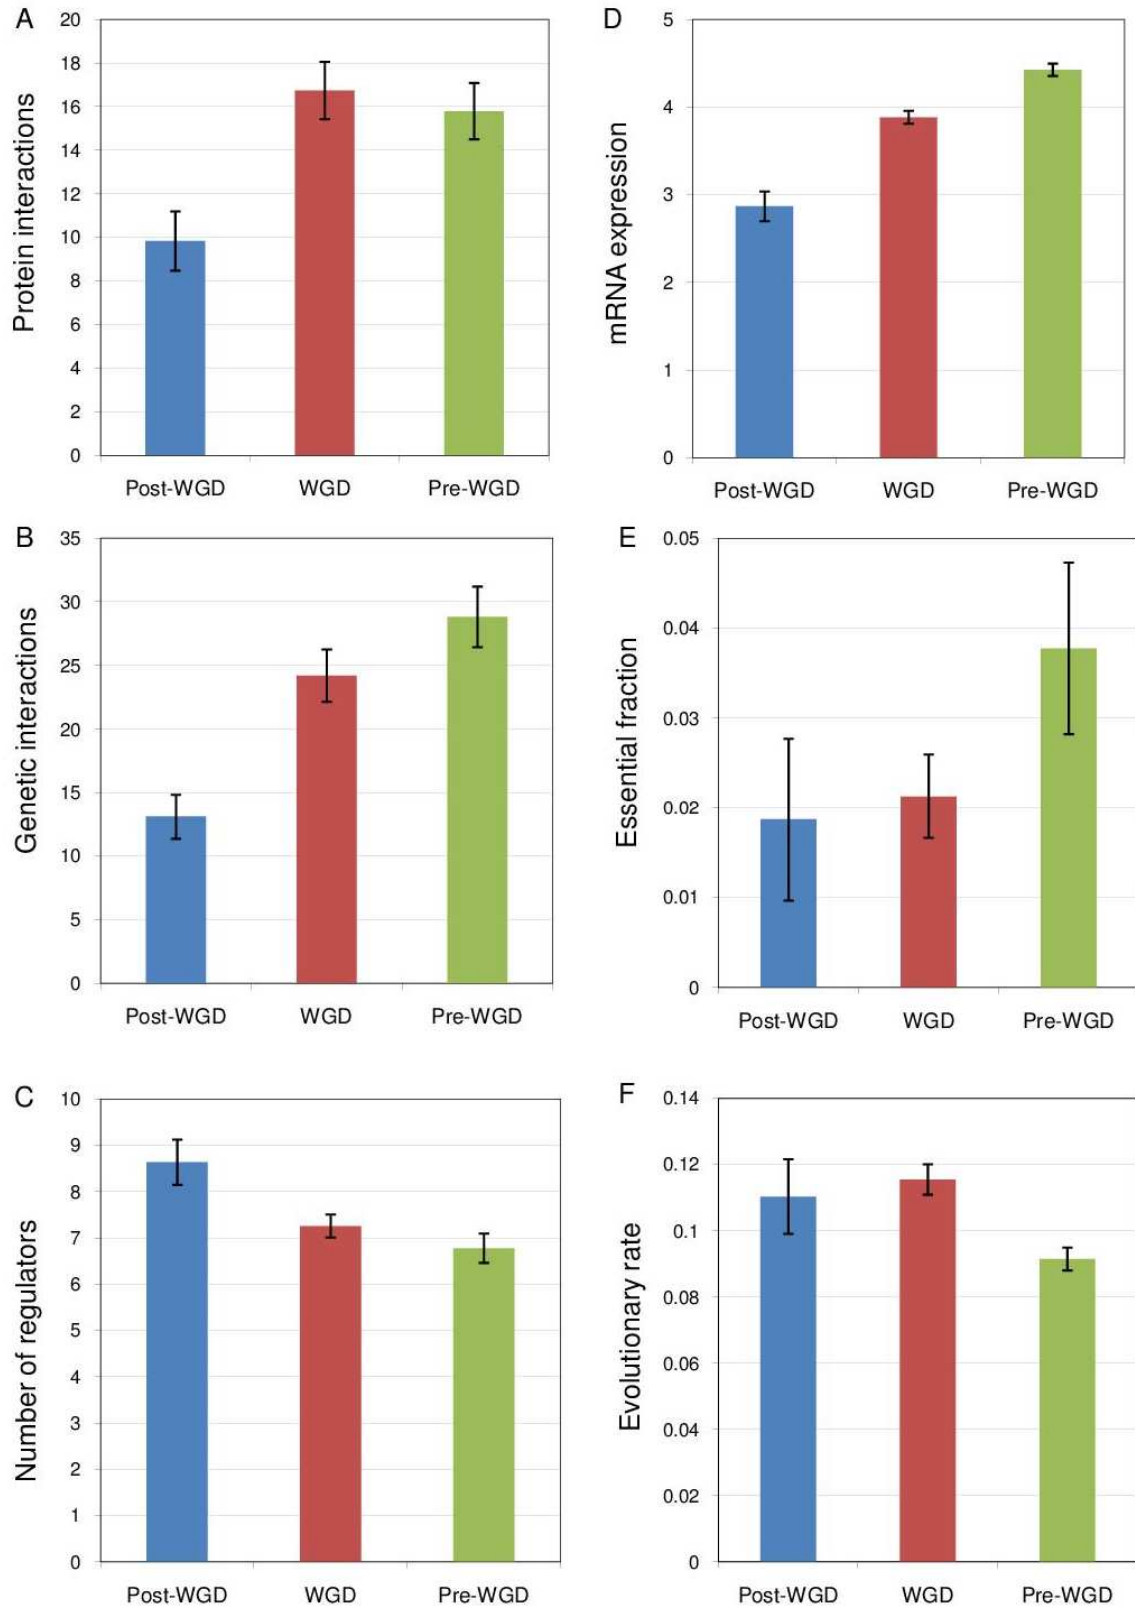 A
Protein interactions
20
18
16
14
12
10
8
6
4
2
0
Post-WGD WGD Pre-WGD
D
mRNA expression
5
4
3
2
1
0
Post-WGD WGD Pre-WGD
B
Genetic interactions
35
30
25
20
15
10
5
0
Post-WGD WGD Pre-WGD
E
Essential fraction
0.05
0.04
0.03
0.02
0.01
0
Post-WGD WGD Pre-WGD
C
Number of regulators
10
9
8
7
6
5
4
3
2
1
0
Post-WGD WGD Pre-WGD
F
Evolutionary rate
0.14
0.12
0.1
0.08
0.06
0.04
0.02
0
Post-WGD WGD Pre-WGD